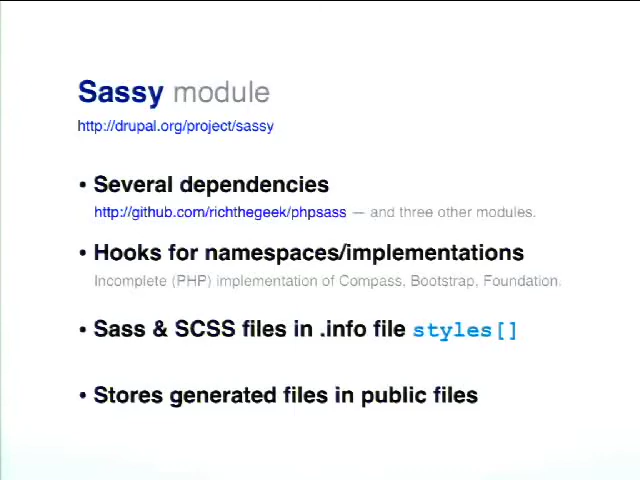 Sassy module
http://drupal.org/project/sassy
• Several dependencies
http://github.com/richthegeek/phpsass — and three other modules.
• Hooks for namespaces/implementations
Incomplete (PHP) implementation of Compass, Bootstrap, Foundation.
• Sass & SCSS files in .info file styles[]
• Stores generated files in public files